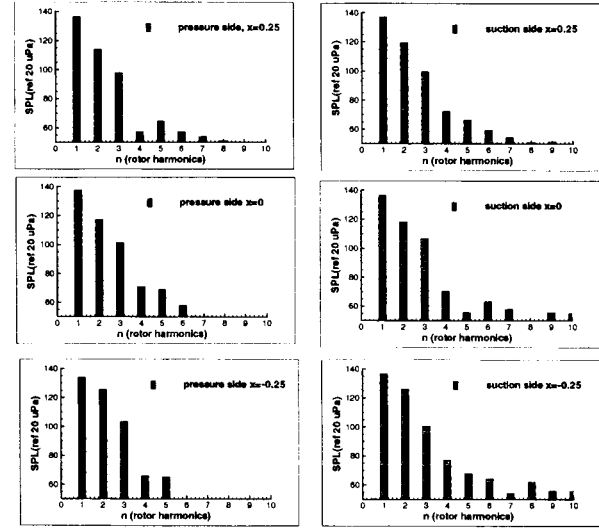 pressure side, x=0.25
SPL(ref 20 uPa)
140
120
100
80
60
0 1 2 3 4 5 6 7 8 9 10
n (rotor harmonics)
suction side x=0.25
SPL(ref 20 uPa)
140
120
100
80
60
0 1 2 3 4 5 6 7 8 9 10
n (rotor harmonics)
pressure side x=0
SPL(ref 20 uPa)
140
120
100
80
60
0 1 2 3 4 5 6 7 8 9 10
n (rotor harmonics)
suction side x=0
SPL(ref 20 uPa)
140
120
100
80
60
0 1 2 3 4 5 6 7 8 9 10
n (rotor harmonics)
pressure side x=-0.25
SPL(ref 20 uPa)
140
120
100
80
60
0 1 2 3 4 5 6 7 8 9 10
n (rotor harmonics)
suction side x=-0.25
SPL(ref 20 uPa)
140
120
100
80
60
0 1 2 3 4 5 6 7 8 9 10
n (rotor harmonics)